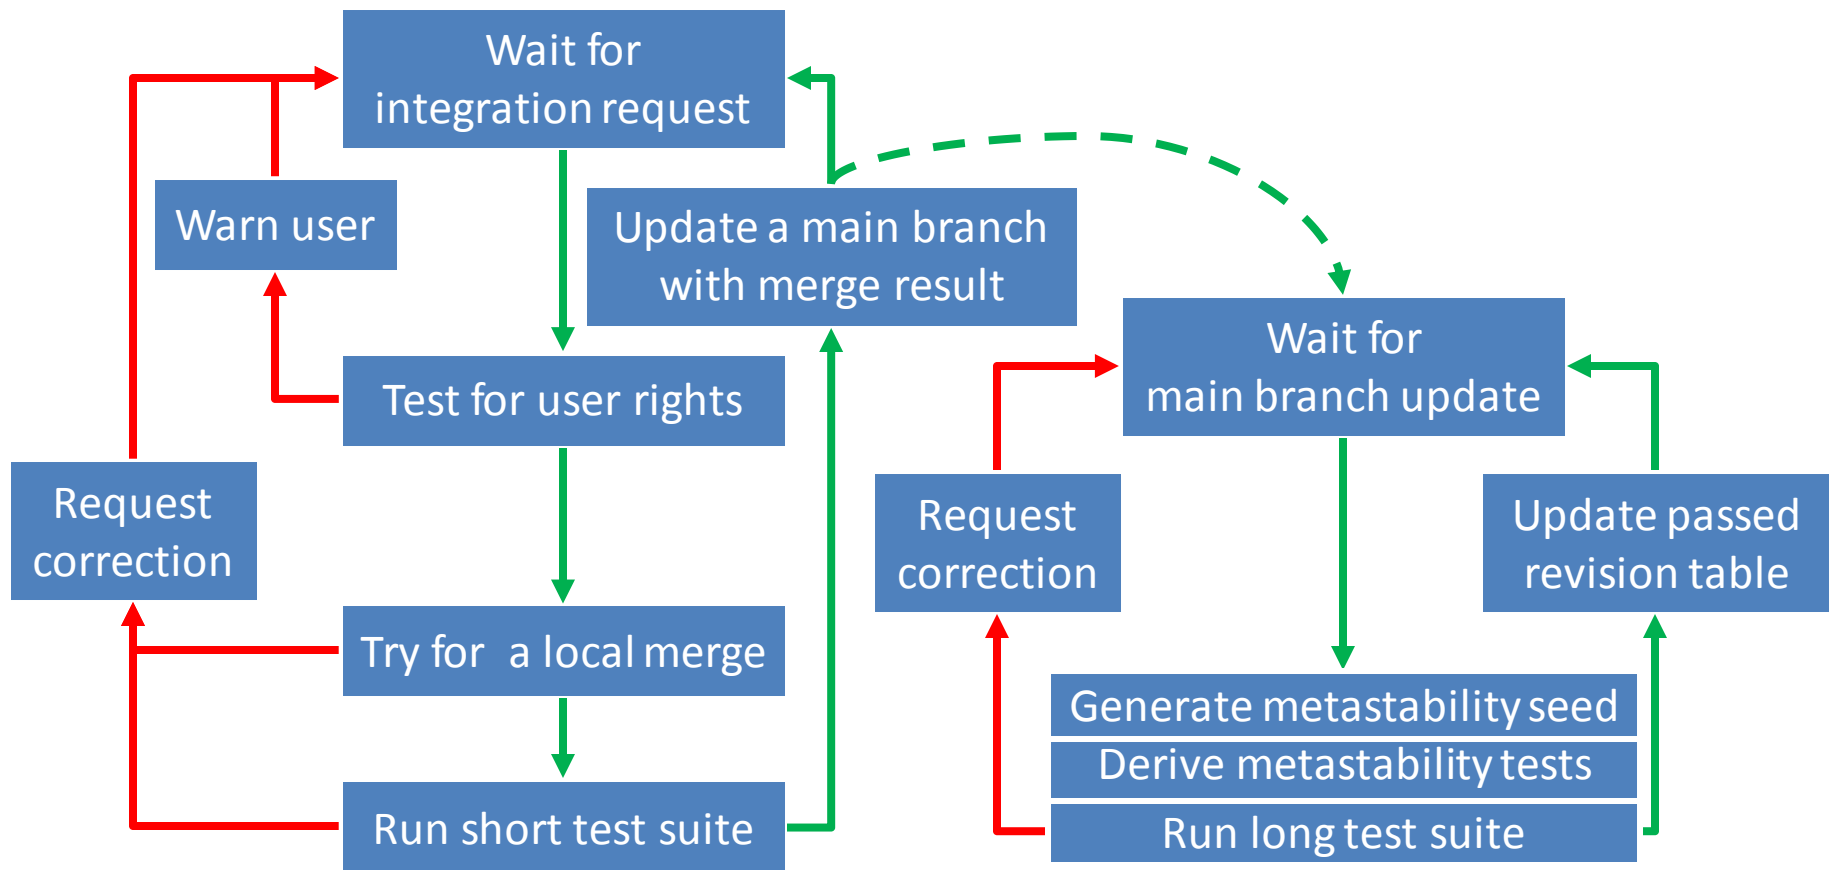 Wait for
integration request
Warn user
Update a main branch
with merge result
Test for user rights
Request
correction
Try for a local merge
Run short test suite
Wait for
main branch update
Request
correction
Update passed
revision table
Generate metastability seed
Derive metastability tests
Run long test suite